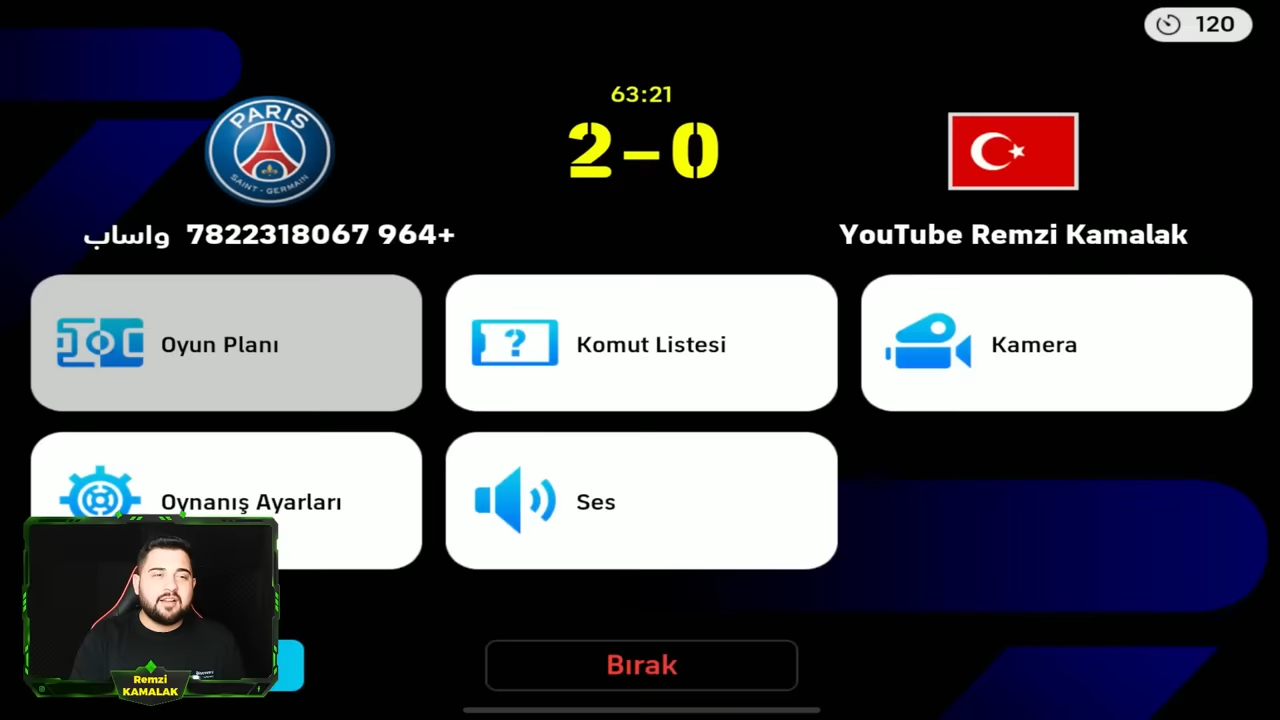 120
63:21
PARIS
SAINT - GERMAIN
2-0
واساب 7822318067 964+
YouTube Remzi Kamalak
Oyun Planı
?
Komut Listesi
Kamera
Oynanış Ayarları
Ses
Bırak
Remzi
KAMALAK